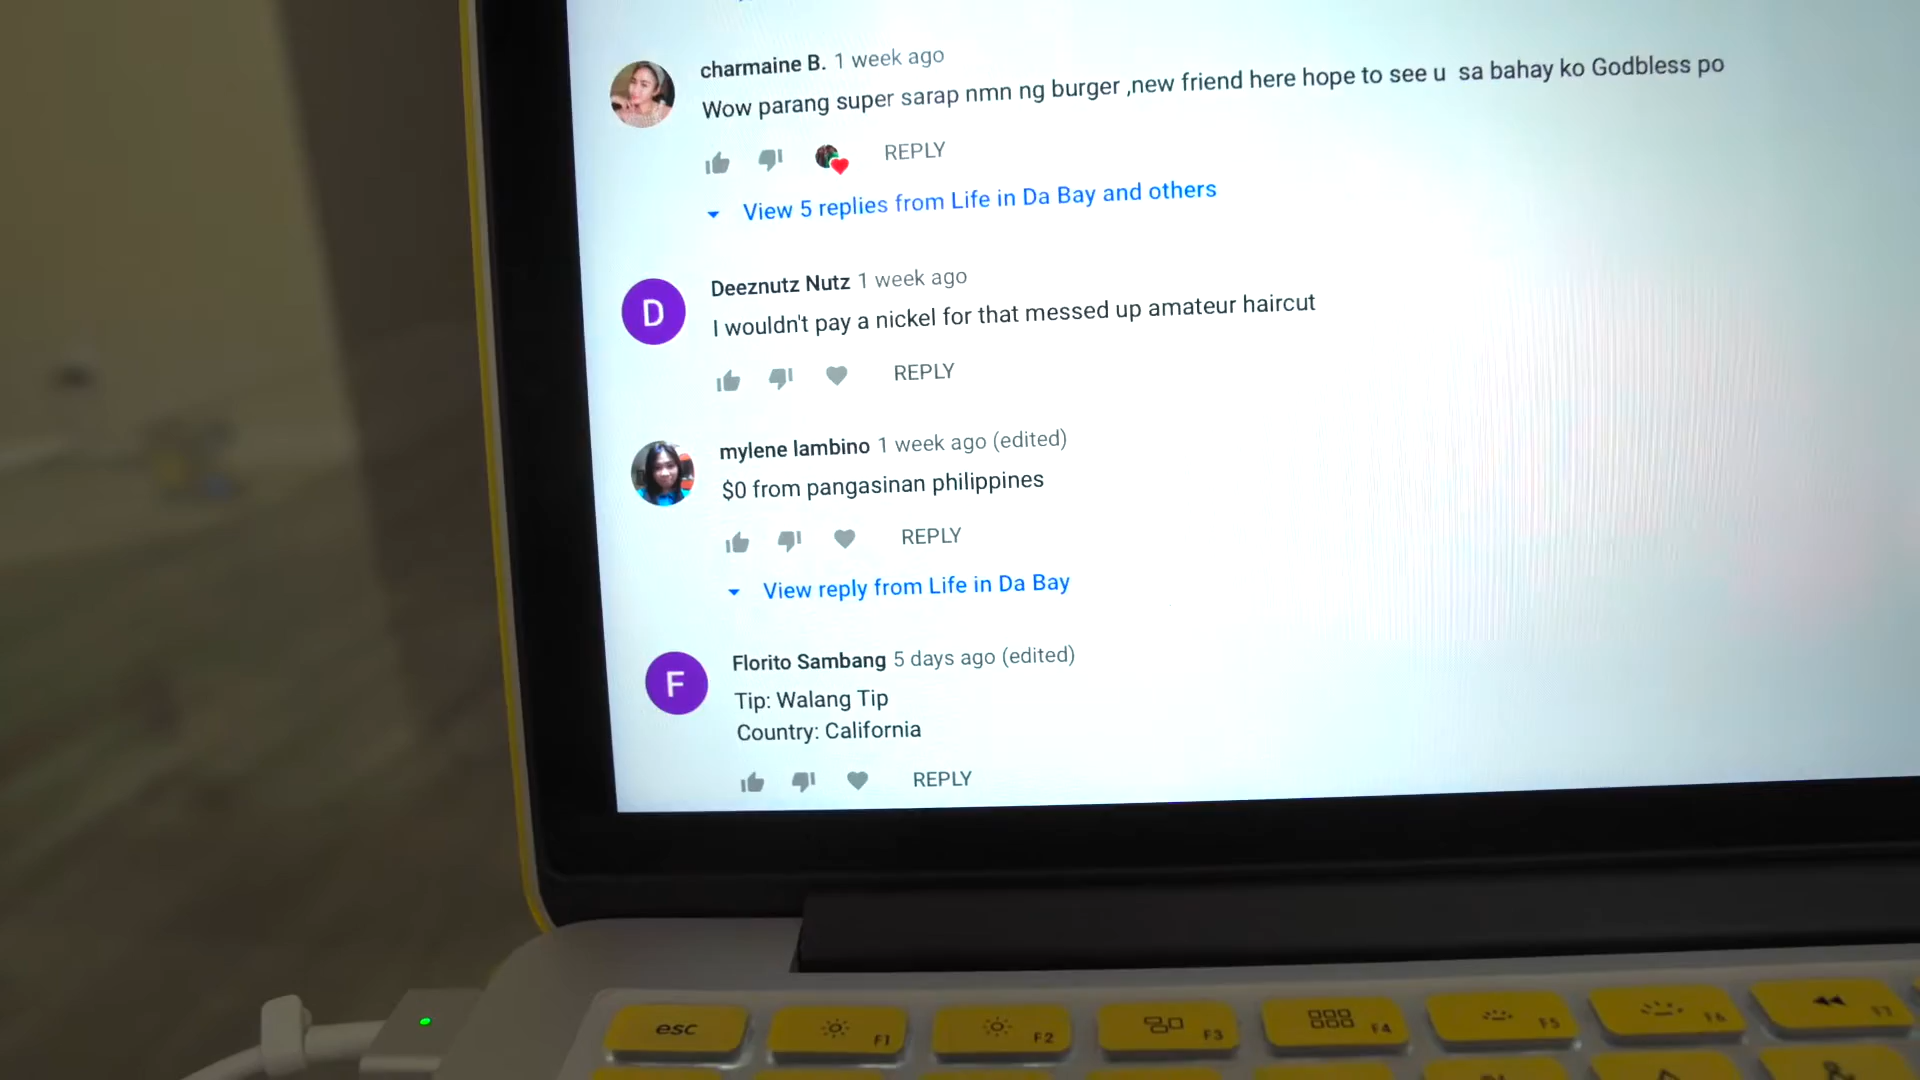 charmaine B. 1 week ago
Wow parang super sarap nmn ng burger ,new friend here hope to see u sa bahay ko Godbless po
REPLY
View 5 replies from Life in Da Bay and others
D
Deeznutz Nutz 1 week ago
I wouldn't pay a nickel for that messed up amateur haircut
REPLY
mylene lambino 1 week ago (edited)
$0 from pangasinan philippines
REPLY
View reply from Life in Da Bay
F
Florito Sambang 5 days ago (edited)
Tip: Walang Tip
Country: California
REPLY
esc F1 F2 F3 F4 F5 F6 F7